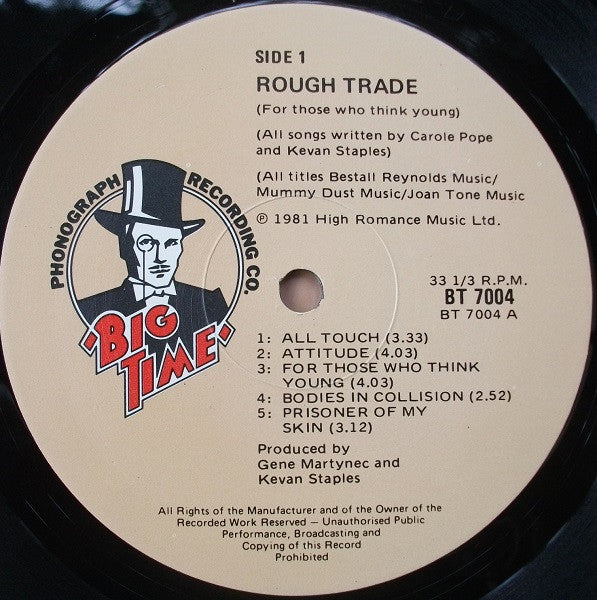 SIDE 1
ROUGH TRADE
(For those who think young)
(All songs written by Carole Pope
and Kevan Staples)
(All titles Bestall Reynolds Music/
Mummy Dust Music/Joan Tone Music
℗ 1981 High Romance Music Ltd.
PHONOGRAPH RECORDING CO.
'BIG
TIME'
33 1/3 R.P.M.
BT 7004
BT 7004 A
1: ALL TOUCH (3.33)
2: ATTITUDE (4.03)
3: FOR THOSE WHO THINK
YOUNG (4.03)
4: BODIES IN COLLISION (2.52)
5: PRISONER OF MY
SKIN (3.12)
Produced by
Gene Martynec and
Kevan Staples
All Rights of the Manufacturer and of the Owner of the
Recorded Work Reserved — Unauthorised Public
Performance, Broadcasting and
Copying of this Record
Prohibited